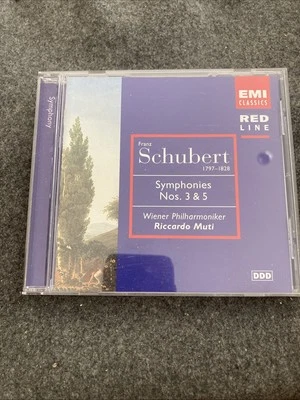 Symphony
EMI
CLASSICS
RED
LINE
Franz
Schubert
1797-1828
Symphonies
Nos. 3 & 5
Wiener Philharmoniker
Riccardo Muti
DDD